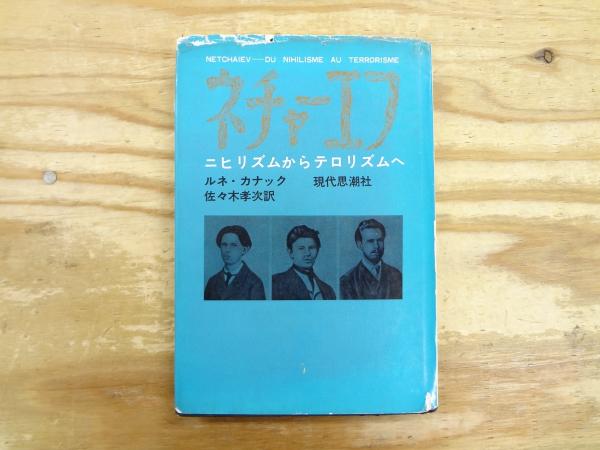 NETCHAIEV—DU NIHILISME AU TERRORISME
ネチャーエフ
ニヒリズムからテロリズムへ
ルネ・カナック 現代思潮社
佐々木孝次訳